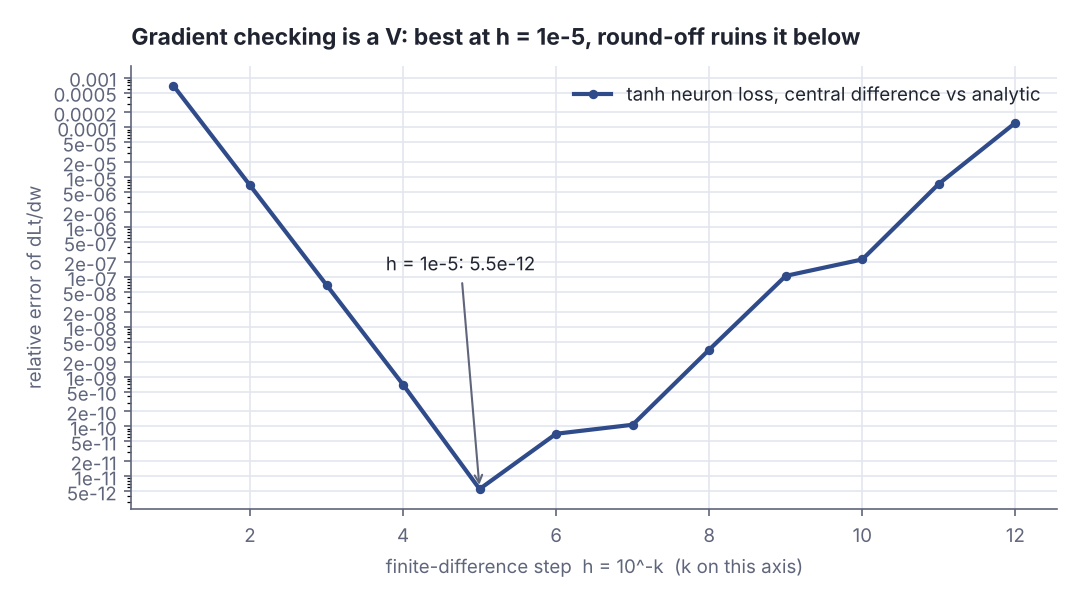 Gradient checking is a V: best at h = 1e-5, round-off ruins it below
tanh neuron loss, central difference vs analytic
0.001
0.0005
0.0002
0.0001
5e-05
2e-05
1e-05
5e-06
2e-06
1e-06
5e-07
2e-07
1e-07
5e-08
2e-08
1e-08
5e-09
2e-09
1e-09
5e-10
2e-10
1e-10
5e-11
2e-11
1e-11
5e-12
relative error of dLt/dw
h = 1e-5: 5.5e-12
2 4 6 8 10 12
finite-difference step h = 10^-k (k on this axis)